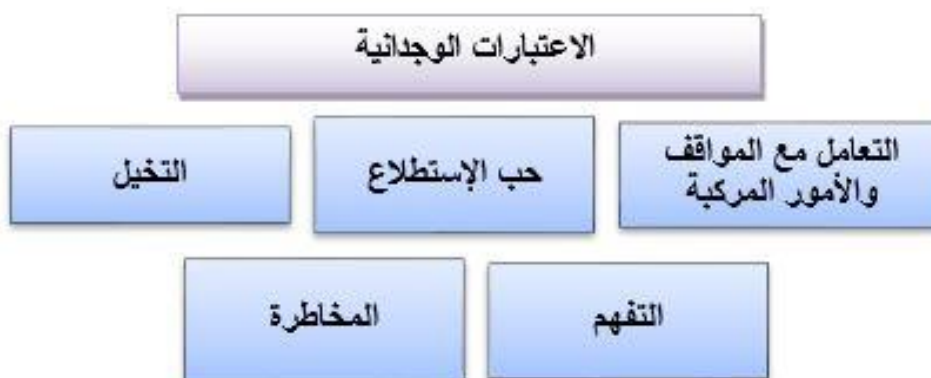 الاعتبارات الوجدانية
التعامل مع المواقف
والأمور المركبة
حب الإستطلاع
التخيل
التفهم
المخاطرة